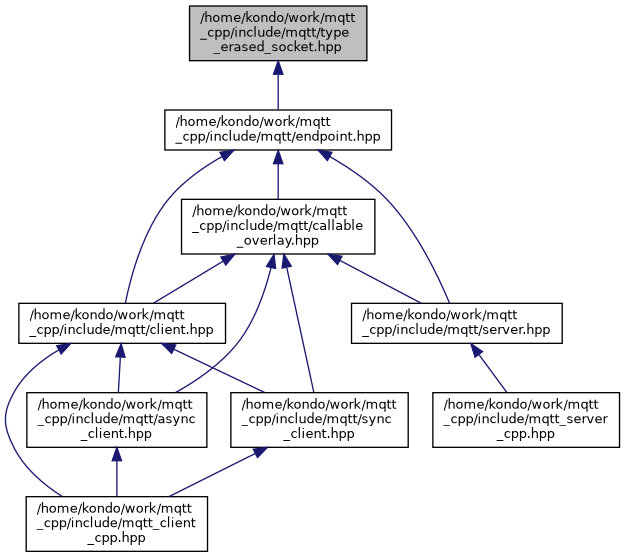 /home/kondo/work/mqtt
_cpp/include/mqtt/type
_erased_socket.hpp
/home/kondo/work/mqtt
_cpp/include/mqtt/endpoint.hpp
/home/kondo/work/mqtt
_cpp/include/mqtt/callable
_overlay.hpp
/home/kondo/work/mqtt
_cpp/include/mqtt/client.hpp
/home/kondo/work/mqtt
_cpp/include/mqtt/server.hpp
/home/kondo/work/mqtt
_cpp/include/mqtt/async
_client.hpp
/home/kondo/work/mqtt
_cpp/include/mqtt/sync
_client.hpp
/home/kondo/work/mqtt
_cpp/include/mqtt_server
_cpp.hpp
/home/kondo/work/mqtt
_cpp/include/mqtt_client
_cpp.hpp